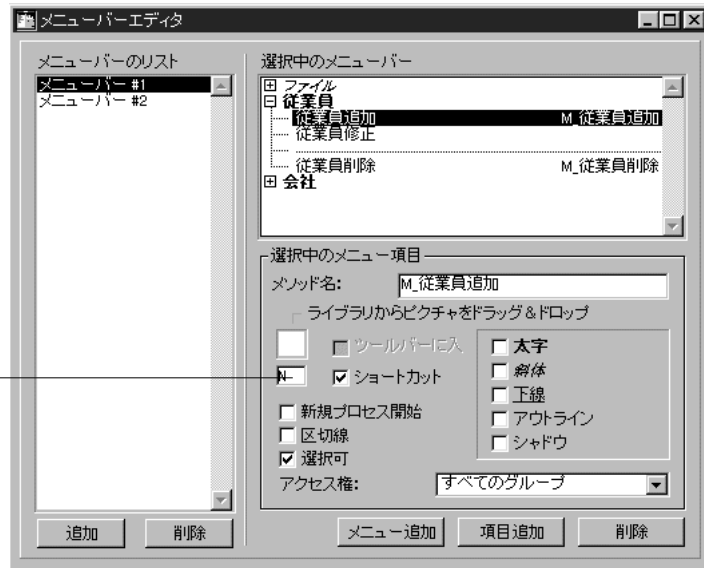 メニューバーエディタ
メニューバーのリスト
メニューバー #1
メニューバー #2
追加 削除
選択中のメニューバー
ファイル
従業員
従業員追加 M_従業員追加
従業員修正
従業員削除 M_従業員削除
会社
選択中のメニュー項目
メソッド名: M_従業員追加
ライブラリからピクチャをドラッグ&ドロップ
ツールバーに入
N ショートカット
新規プロセス開始
区切線
選択可
太字
斜体
下線
アウトライン
シャドウ
アクセス権: すべてのグループ
メニュー追加 項目追加 削除